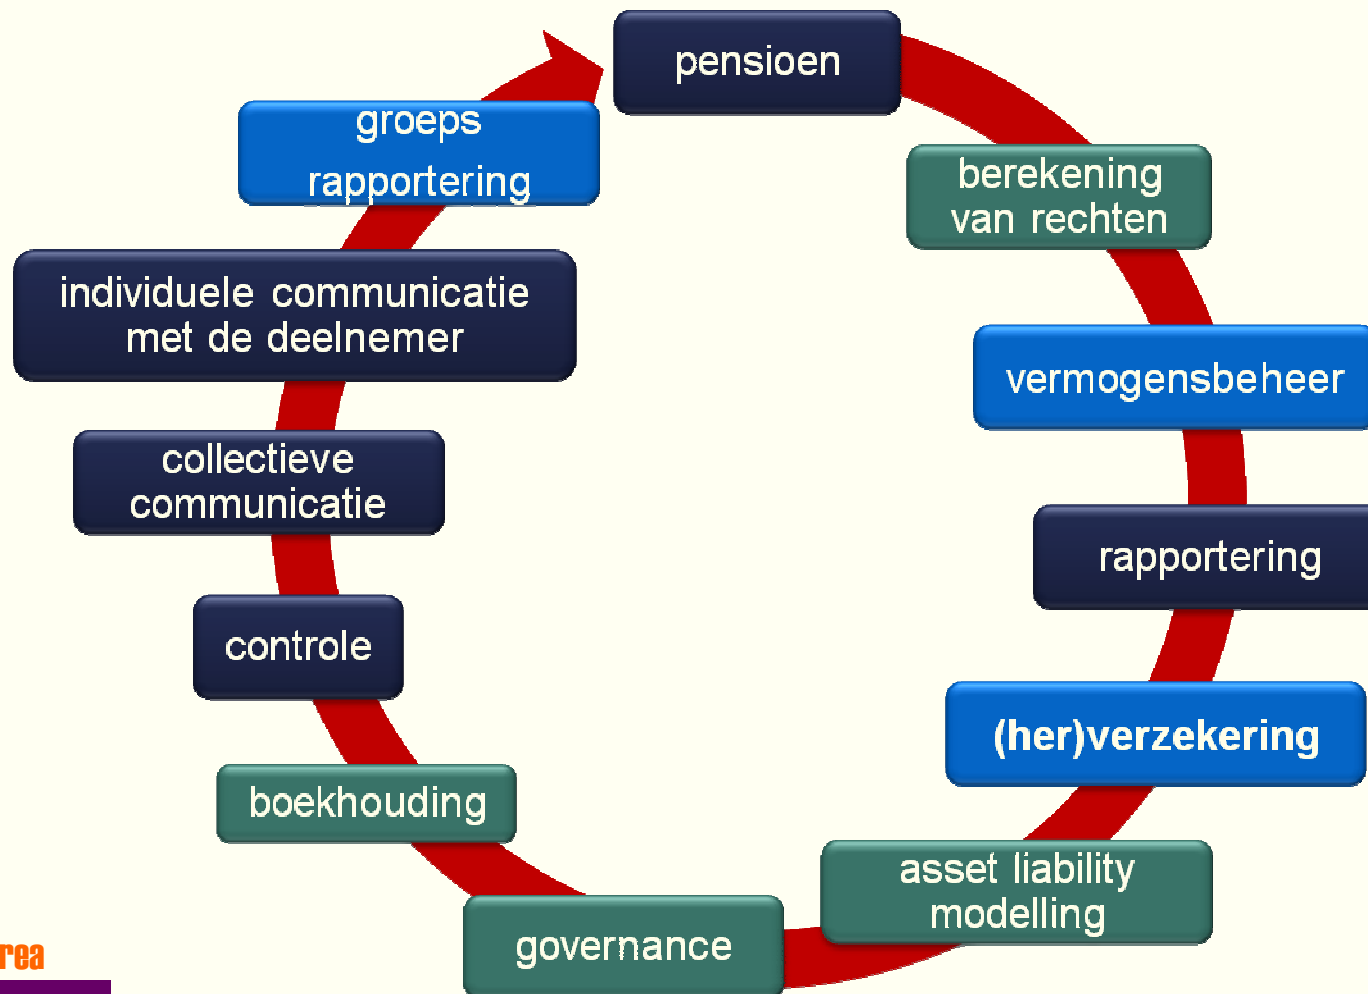 pensioen
berekening
van rechten
vermogensbeheer
rapportering
(her)verzekering
asset liability
modelling
governance
boekhouding
controle
collectieve
communicatie
individuele communicatie
met de deelnemer
groeps
rapportering
rea